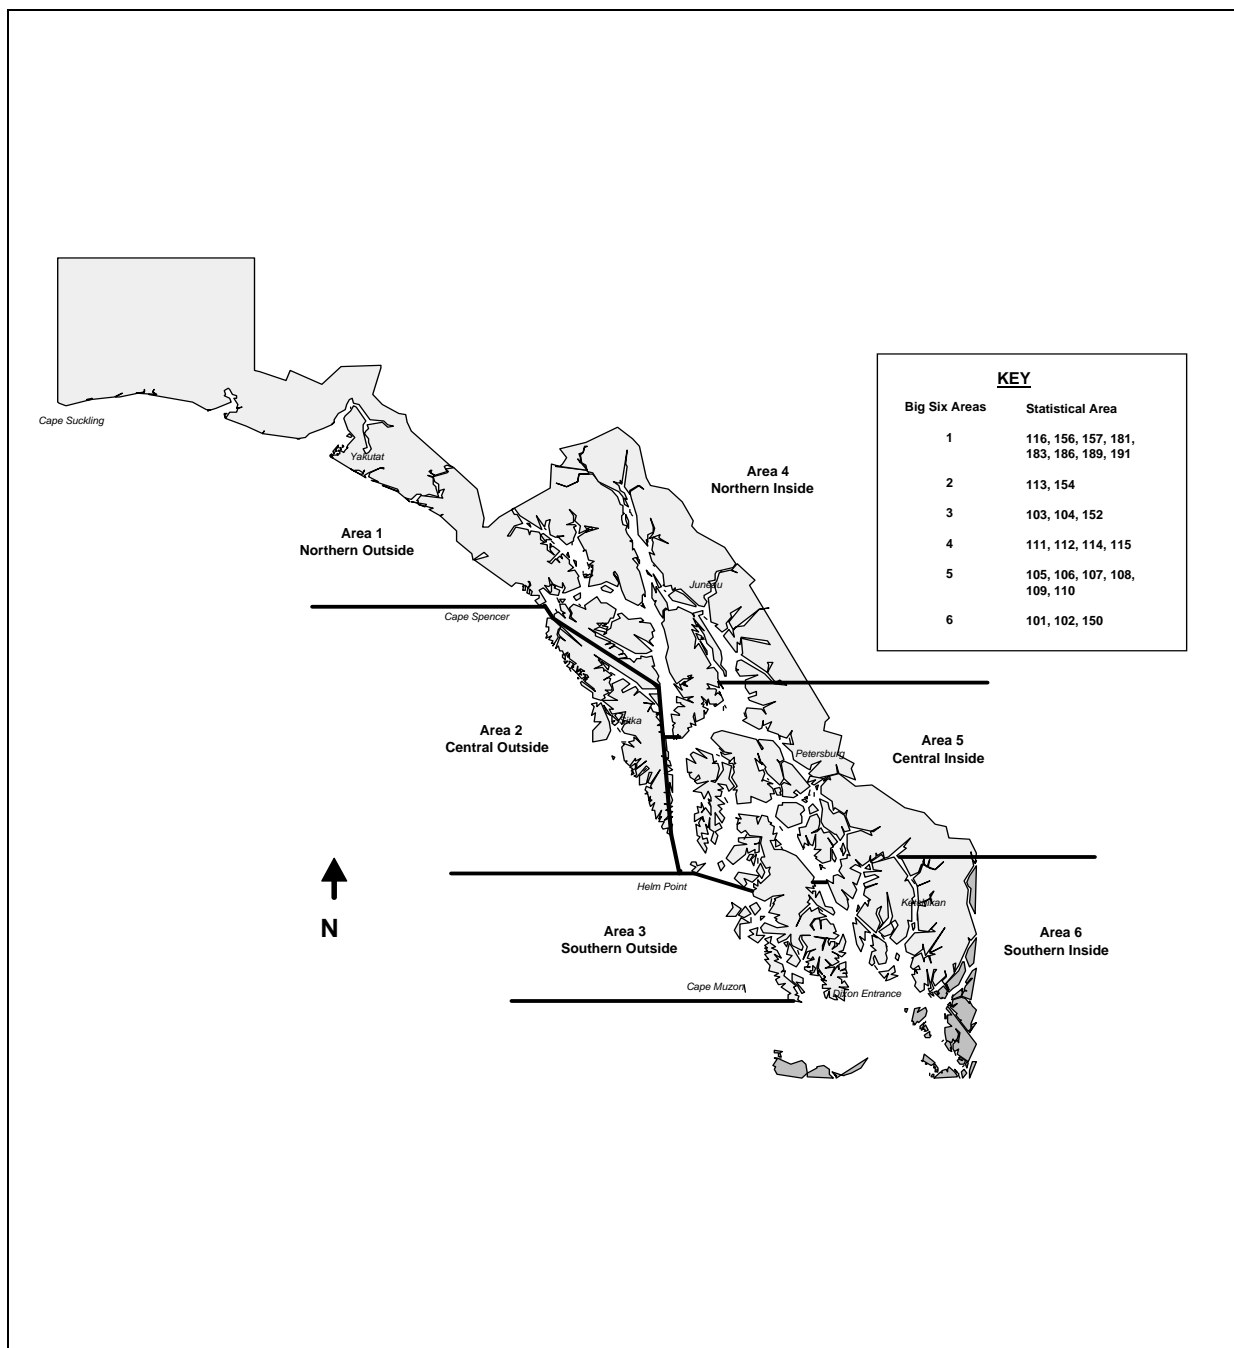 Cape Suckling
Yakutat
Area 1
Northern Outside
Area 4
Northern Inside
KEY
Big Six Areas Statistical Area
1 116, 156, 157, 181,
183, 186, 189, 191
2 113, 154
3 103, 104, 152
4 111, 112, 114, 115
5 105, 106, 107, 108,
109, 110
6 101, 102, 150
Juneau
Cape Spencer
Sitka
Area 2
Central Outside
Petersburg
Area 5
Central Inside
N
Helm Point
Ketchikan
Area 3
Southern Outside
Area 6
Southern Inside
Cape Muzon
Dixon Entrance